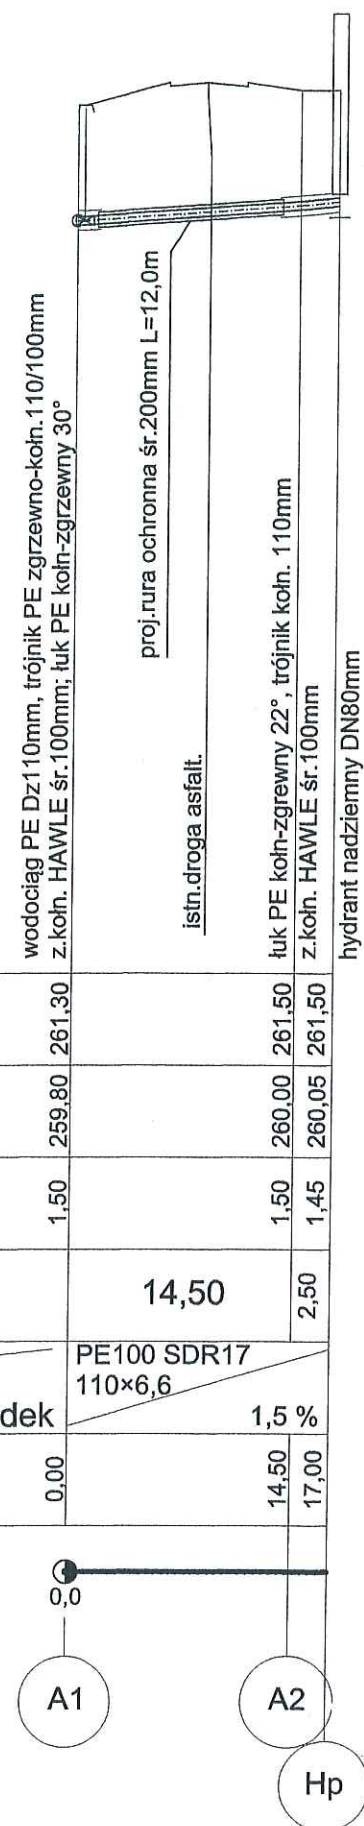 wodociąg PE Dz110mm, trójnik PE zgrzewno-kołn.110/100mm
z.kołn. HAWLE śr.100mm; łuk PE kołn-zgrzewny 30°
proj.rura ochronna śr.200mm L=12,0m
istn.droga asfalt.
łuk PE kołn-zgrewny 22°, trójnik kołn. 110mm
z.kołn. HAWLE śr.100mm
hydrant nadziemny DN80mm
261,30
261,50
261,50
259,80
260,00
260,05
1,50
1,50
1,45
14,50
2,50
dek
PE100 SDR17
110×6,6
1,5 %
0,00
14,50
17,00
0,0
A1
A2
Hp